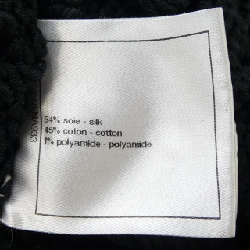 54% soie - silk
45% coton - cotton
1% polyamide - polyamide